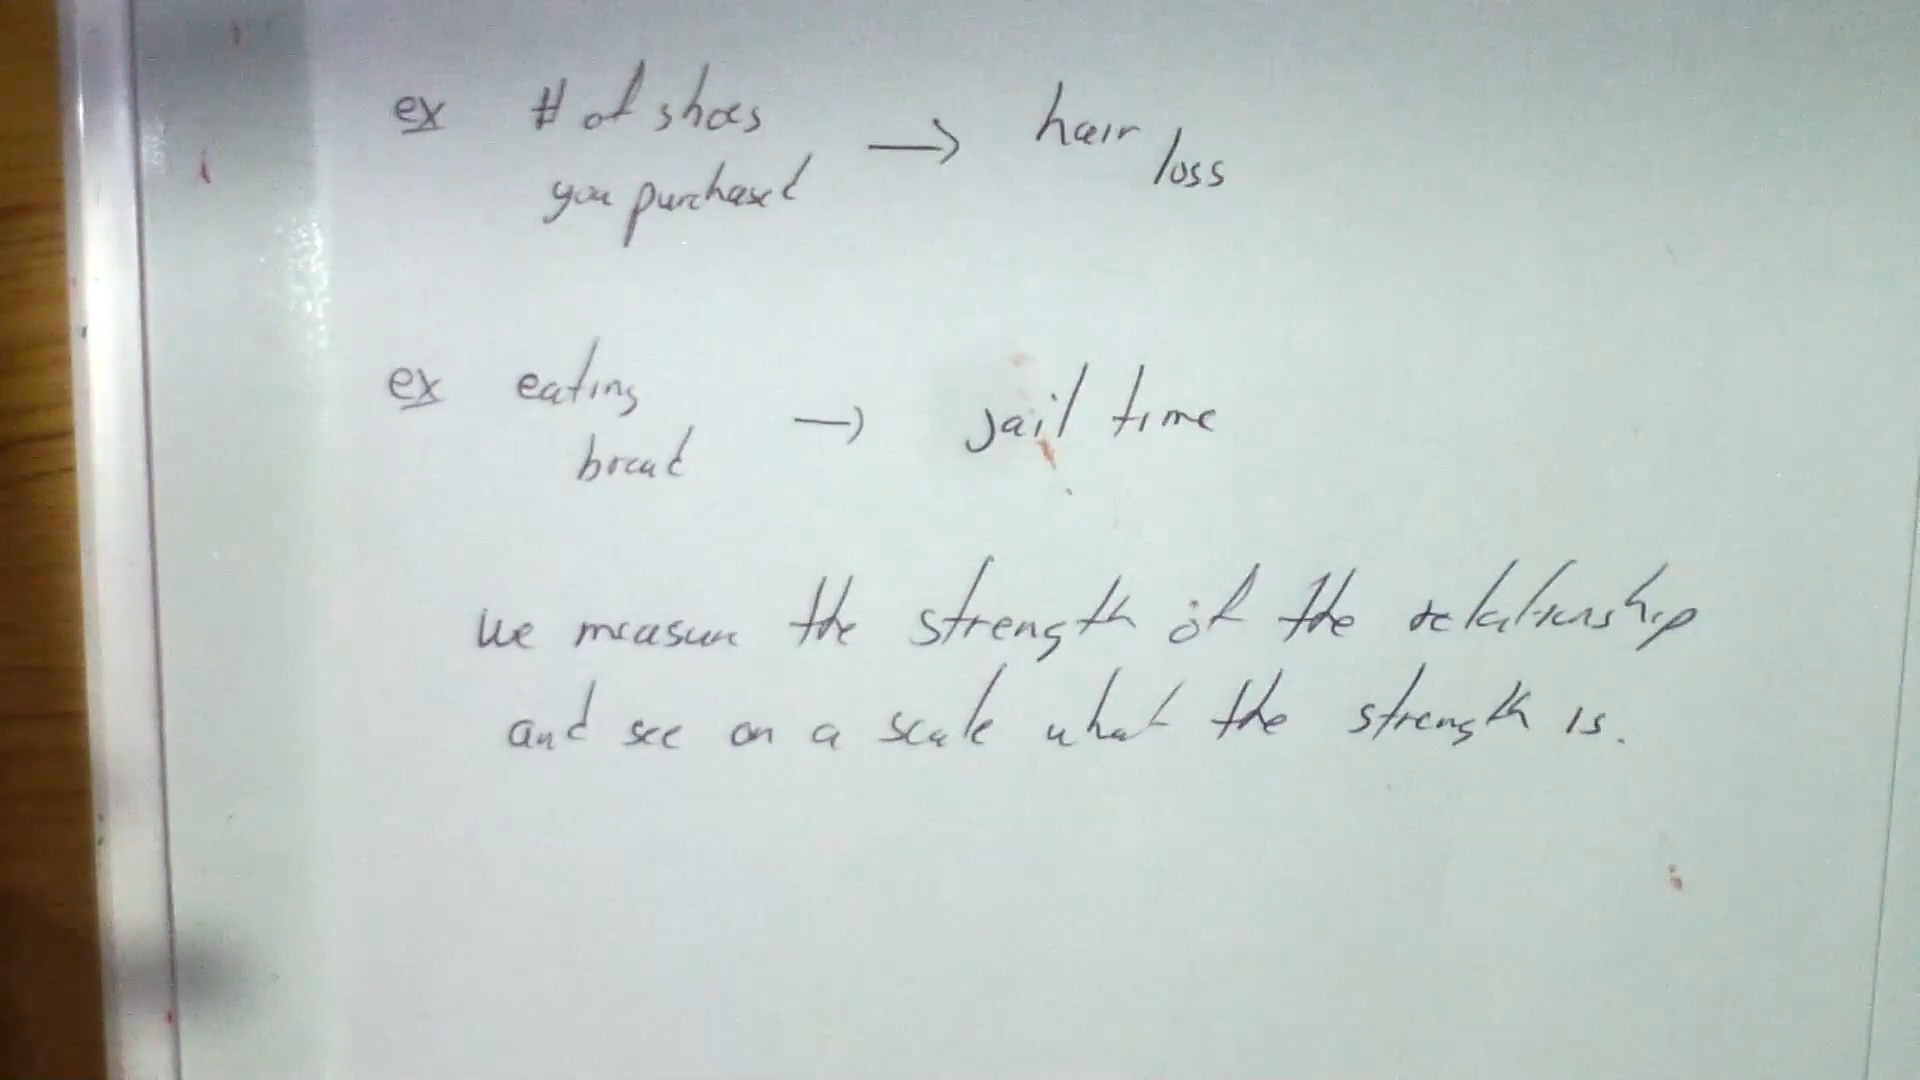 ex # of shoes
you purchased → hair
loss
ex eating
bread → jail time
we measure the strength of the relationship
and see on a scale what the strength is.